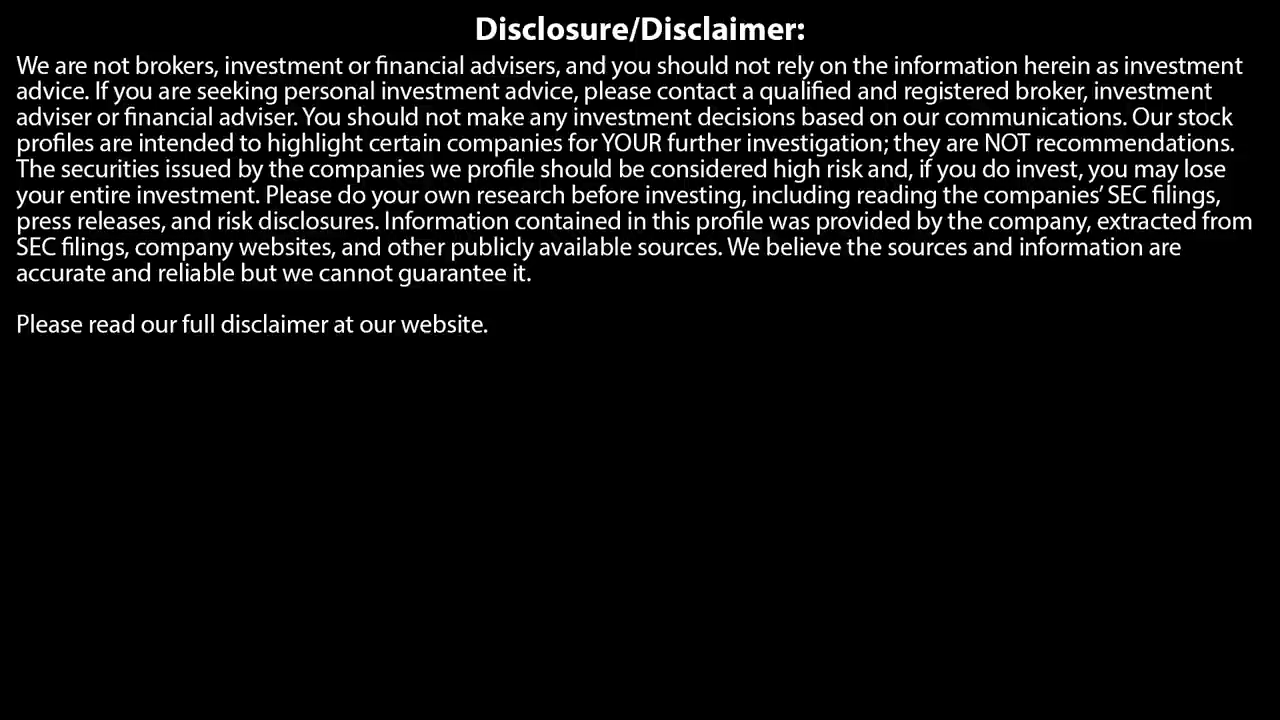 Disclosure/Disclaimer:
We are not brokers, investment or financial advisers, and you should not rely on the information herein as investment
advice. If you are seeking personal investment advice, please contact a qualified and registered broker, investment
adviser or financial adviser. You should not make any investment decisions based on our communications. Our stock
profiles are intended to highlight certain companies for YOUR further investigation; they are NOT recommendations.
The securities issued by the companies we profile should be considered high risk and, if you do invest, you may lose
your entire investment. Please do your own research before investing, including reading the companies’ SEC filings,
press releases, and risk disclosures. Information contained in this profile was provided by the company, extracted from
SEC filings, company websites, and other publicly available sources. We believe the sources and information are
accurate and reliable but we cannot guarantee it.
Please read our full disclaimer at our website.